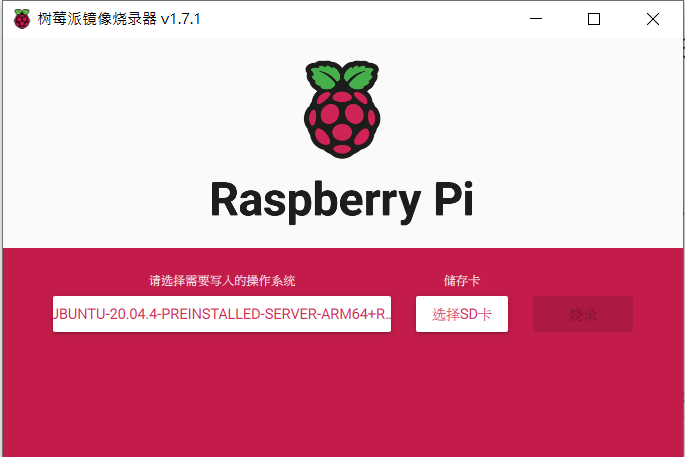 树莓派镜像烧录器 v1.7.1
Raspberry Pi
请选择需要写入的操作系统
储存卡
UBUNTU-20.04.4-PREINSTALLED-SERVER-ARM64+R…
选择SD卡
烧录